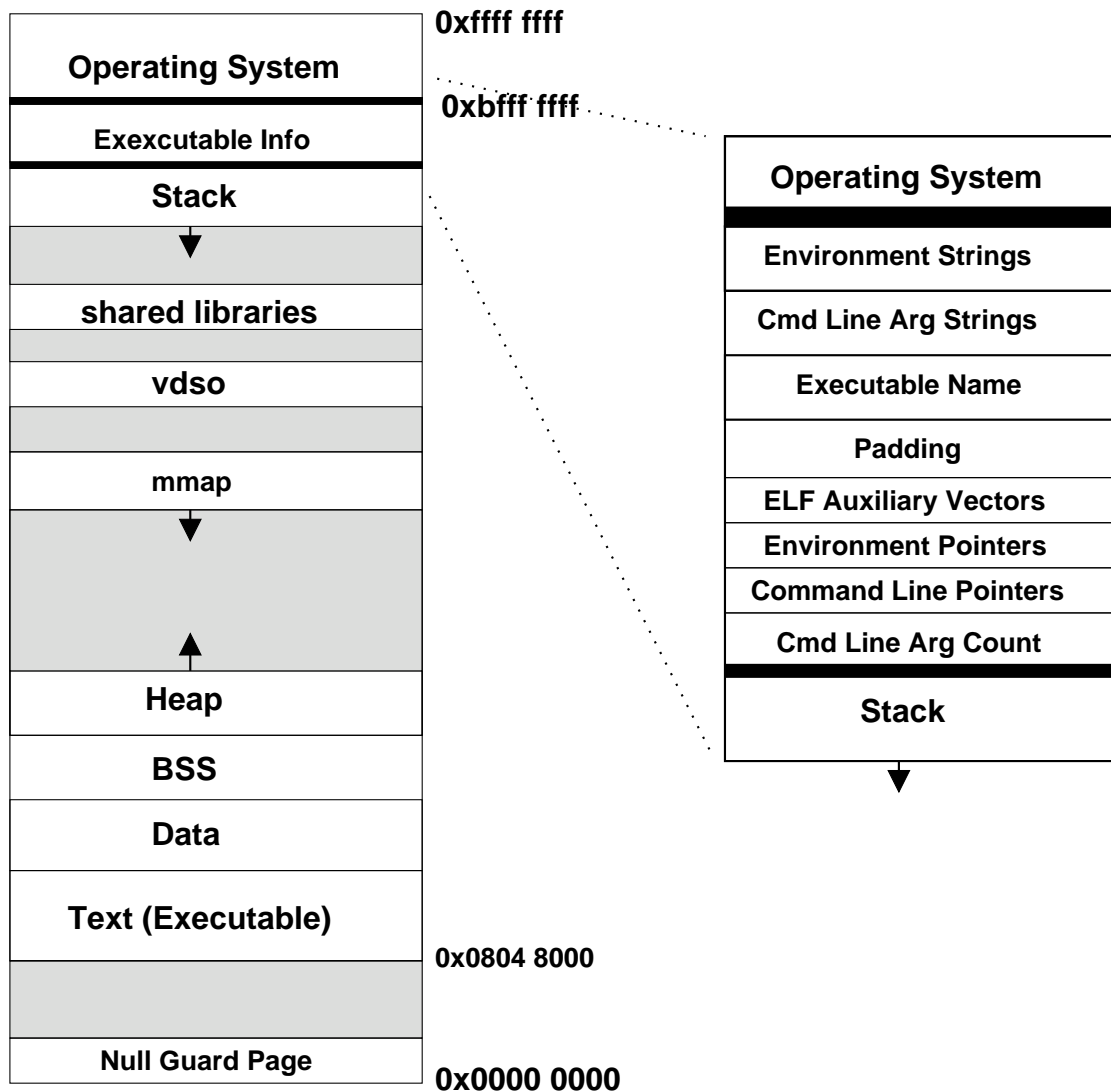 0xffff ffff
Operating System
0xbfff ffff
Exexcutable Info
Stack
shared libraries
vdso
mmap
Heap
BSS
Data
Text (Executable)
0x0804 8000
Null Guard Page
0x0000 0000
Operating System
Environment Strings
Cmd Line Arg Strings
Executable Name
Padding
ELF Auxiliary Vectors
Environment Pointers
Command Line Pointers
Cmd Line Arg Count
Stack